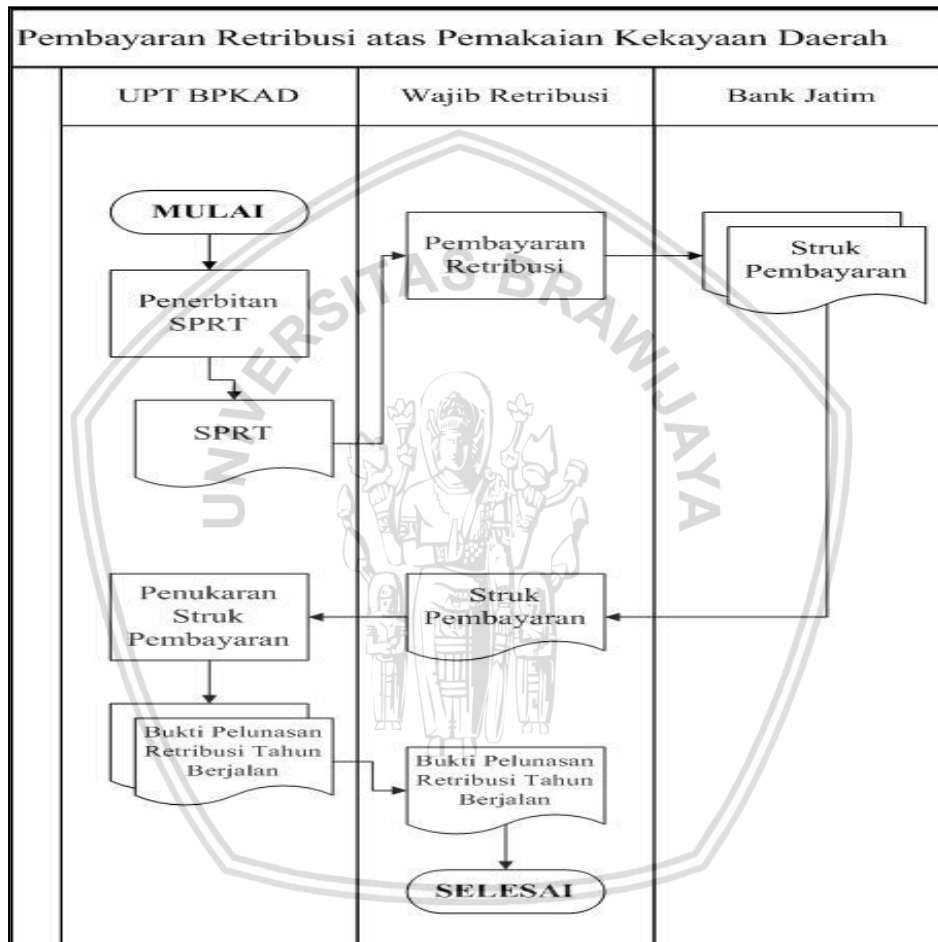 Pembayaran Retribusi atas Pemakaian Kekayaan Daerah
UPT BPKAD
Wajib Retribusi
Bank Jatim
MULAI
Penerbitan
SPRT
SPRT
Pembayaran
Retribusi
Struk
Pembayaran
Struk
Pembayaran
Penukaran
Struk
Pembayaran
Bukti Pelunasan
Retribusi Tahun
Berjalan
Bukti Pelunasan
Retribusi Tahun
Berjalan
SELESAI
UNIVERSITAS BRAWIJAYA